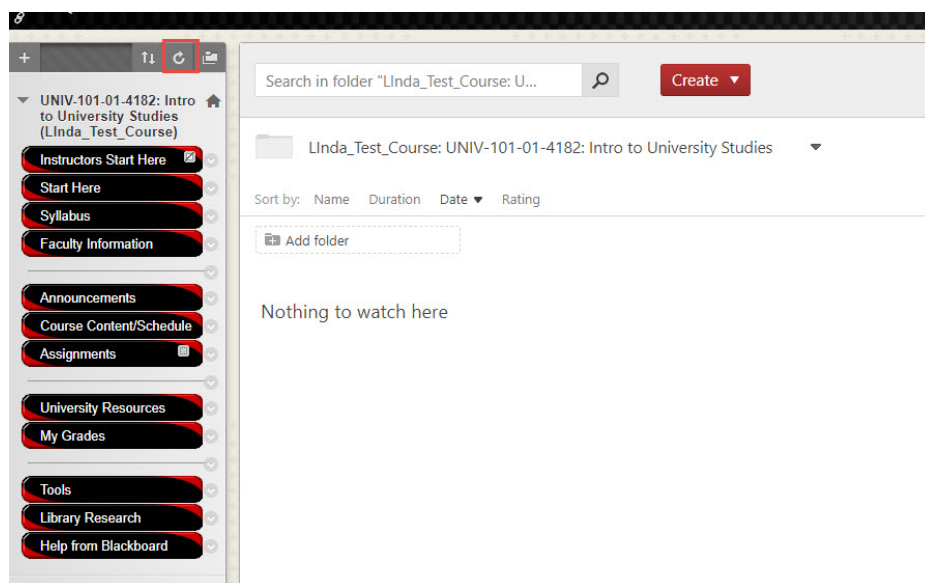 UNIV-101-01-4182: Intro
to University Studies
(LInda_Test_Course)
Instructors Start Here
Start Here
Syllabus
Faculty Information
Announcements
Course Content/Schedule
Assignments
University Resources
My Grades
Tools
Library Research
Help from Blackboard
Search in folder "LInda_Test_Course: U...
Create
LInda_Test_Course: UNIV-101-01-4182: Intro to University Studies
Sort by: Name Duration Date Rating
Add folder
Nothing to watch here